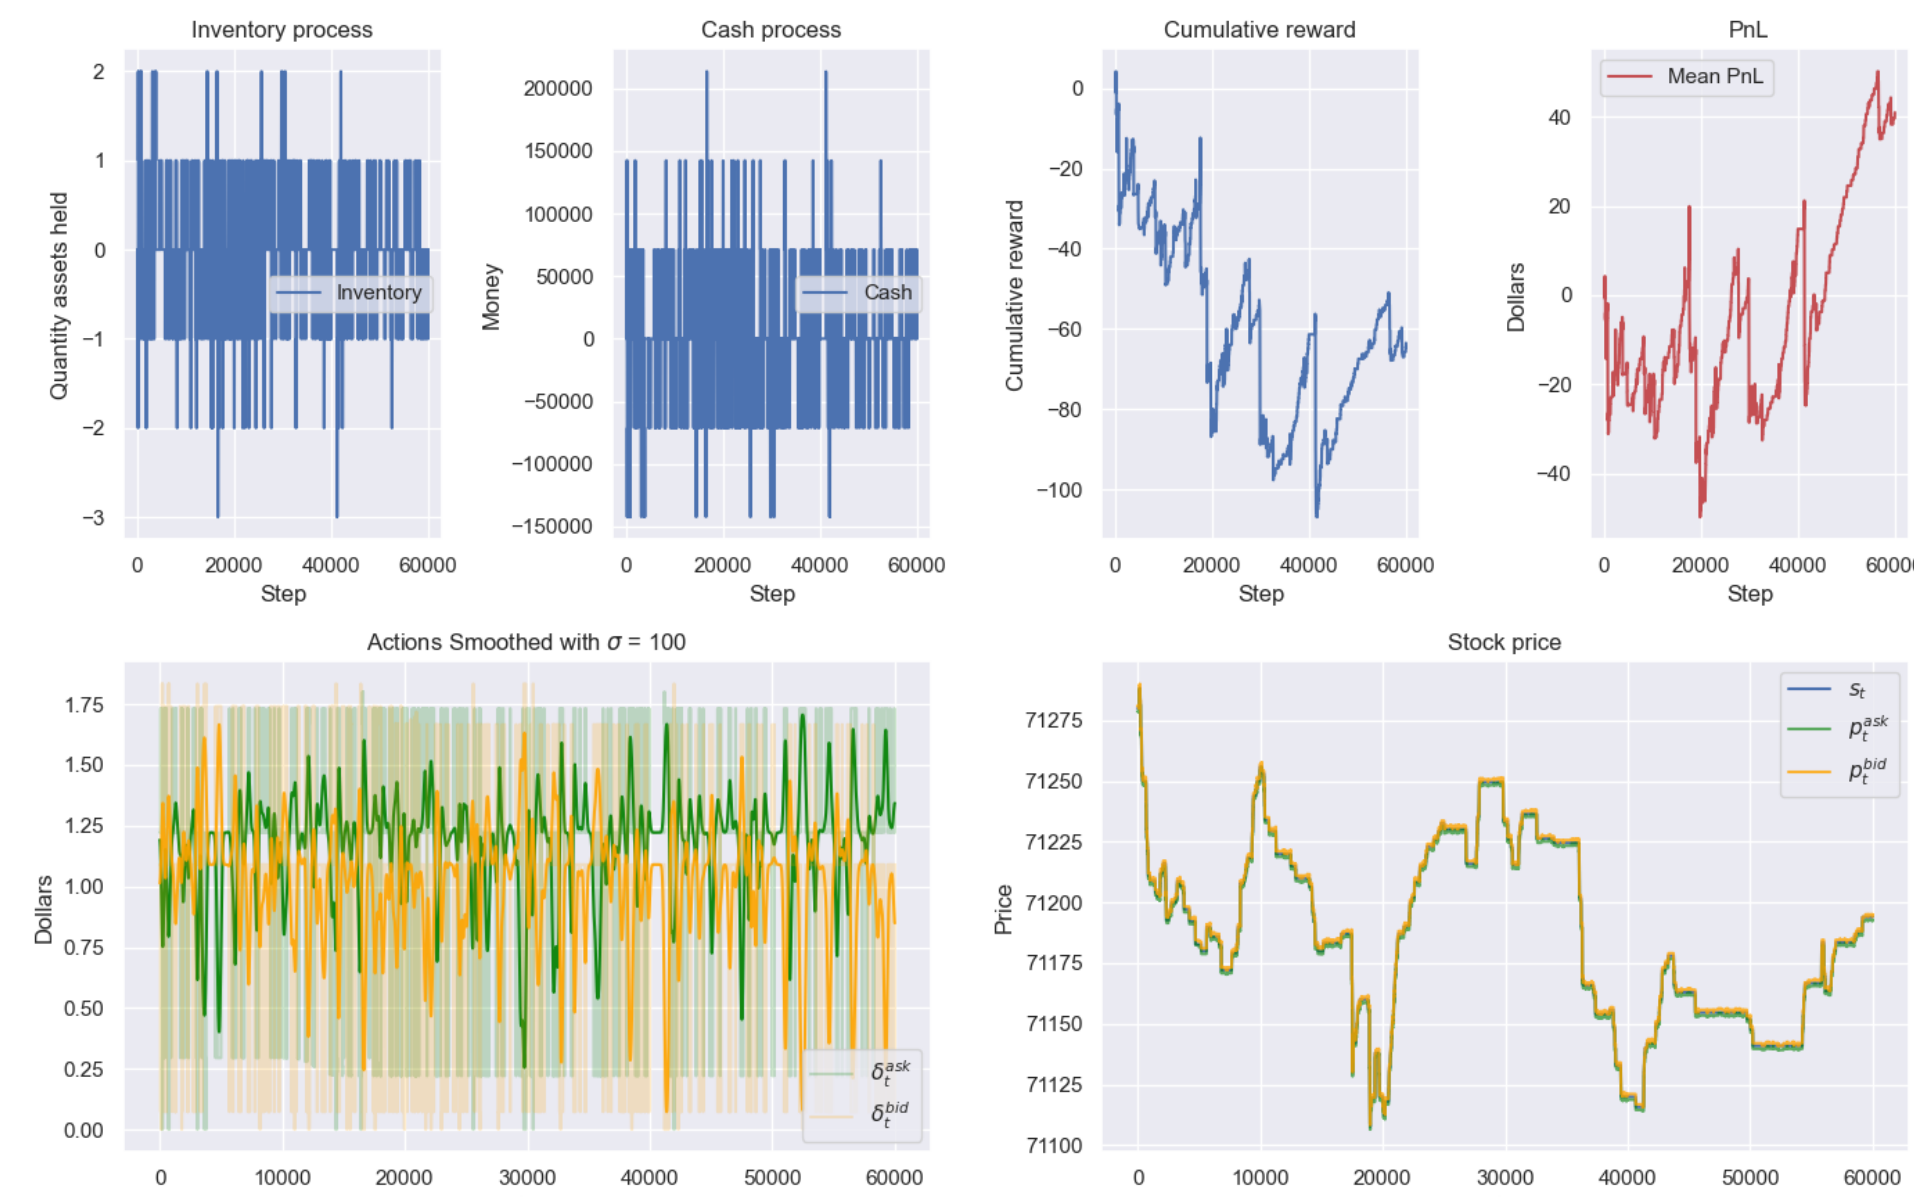 Inventory process
Quantity assets held
2
1
0
−1
−2
−3
Inventory
0 20000 40000 60000
Step
Cash process
Money
200000
150000
100000
50000
0
−50000
−100000
−150000
Cash
0 20000 40000 60000
Step
Cumulative reward
Cumulative reward
0
−20
−40
−60
−80
−100
0 20000 40000 60000
Step
PnL
Dollars
Mean PnL
40
20
0
−20
−40
0 20000 40000 60000
Step
Actions Smoothed with σ = 100
Dollars
1.75
1.50
1.25
1.00
0.75
0.50
0.25
0.00
δ_t^ask
δ_t^bid
0 10000 20000 30000 40000 50000 60000
Stock price
Price
71275
71250
71225
71200
71175
71150
71125
71100
s_t
p_t^ask
p_t^bid
0 10000 20000 30000 40000 50000 60000